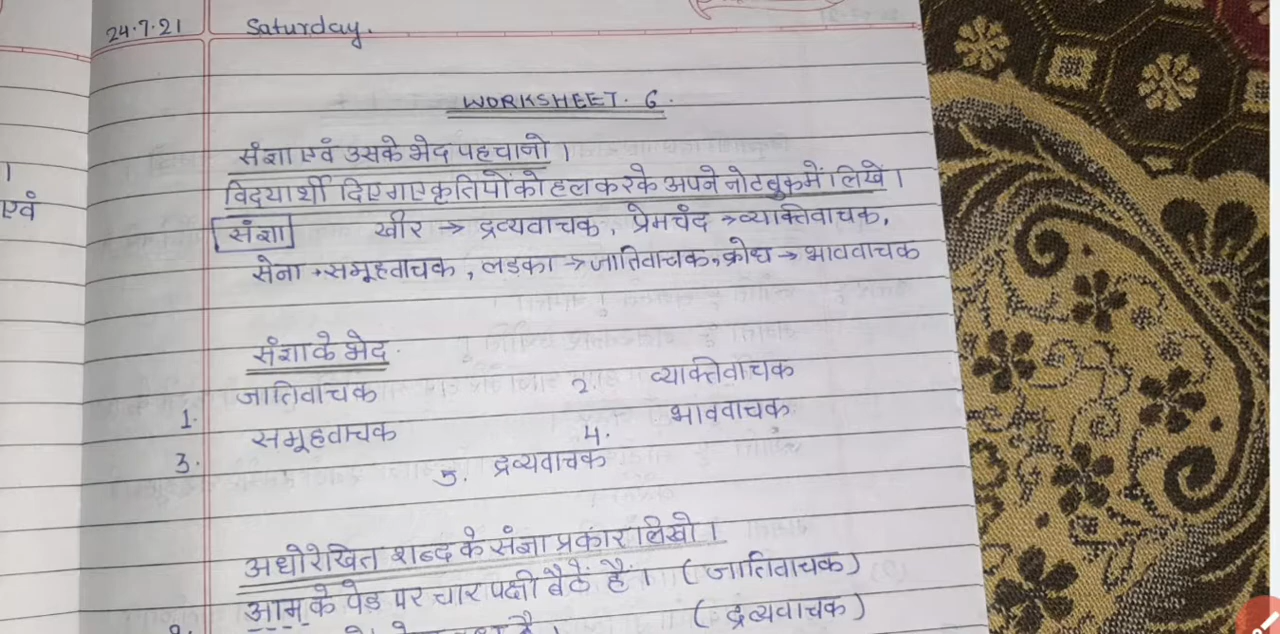 24.7.21 Saturday.
WORKSHEET. 6.
संज्ञा एवं उसके भेद पहचानो।
विद्यार्थी दिए गए कृतियों को हल करके अपने नोटबुक में लिखे।
एवं
संज्ञा खीर → द्रव्यवाचक, प्रेमचंद → व्यक्तिवाचक,
सेना → समूहवाचक, लडका → जातिवाचक, क्रोध → भाववाचक
संज्ञा के भेद.
1. जातिवाचक 2. व्यक्तिवाचक
3. समूहवाचक 4. भाववाचक.
5. द्रव्यवाचक
अधोरेखित शब्द के संज्ञा प्रकार लिखो।
आम के पेड पर चार पक्षी बैठें हैं। (जातिवाचक)
(द्रव्यवाचक)